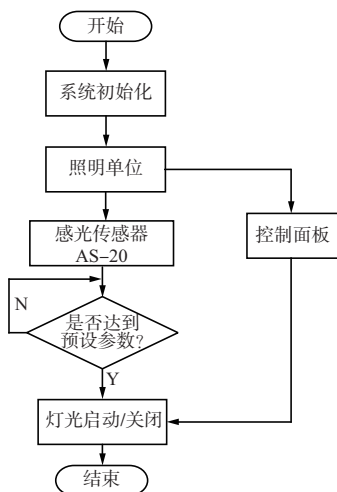 开始
系统初始化
照明单位
感光传感器
AS-20
控制面板
N
是否达到
预设参数?
Y
灯光启动/关闭
结束